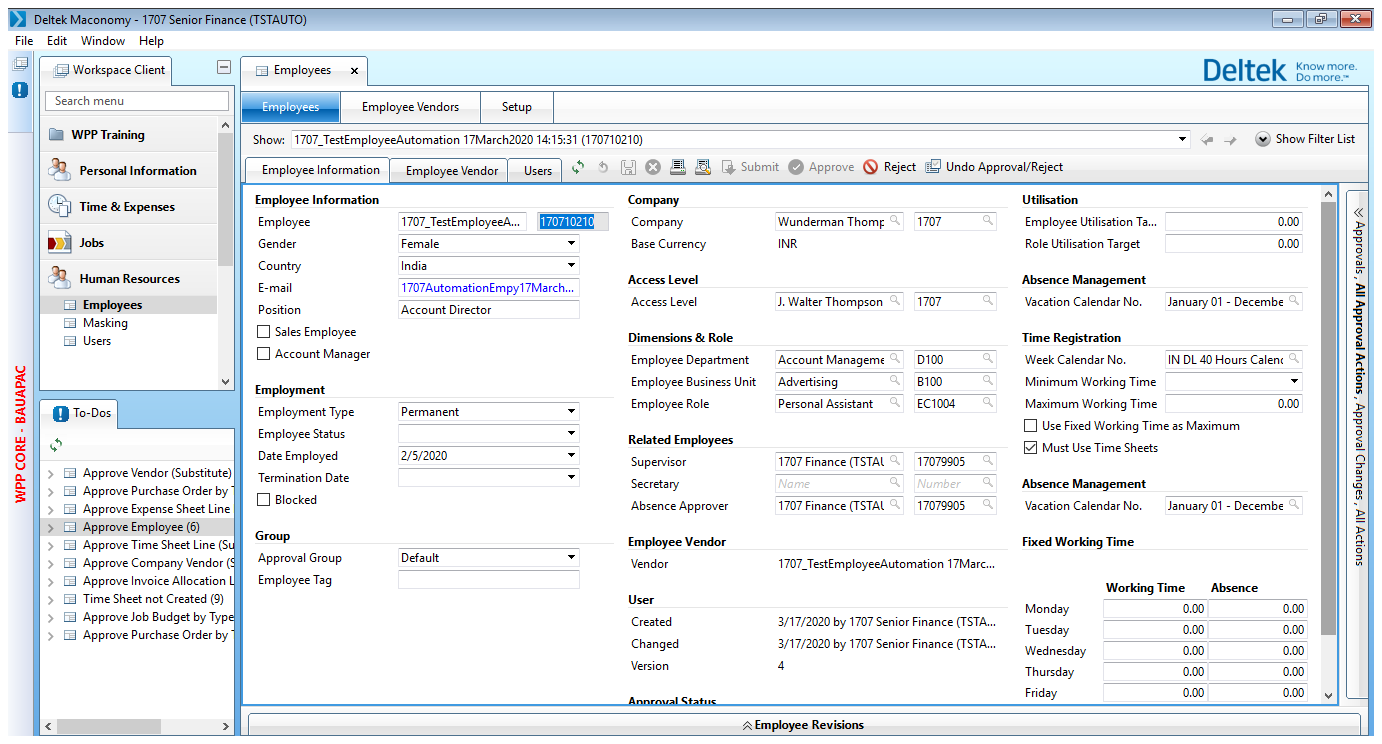 Deltek Maconomy - 1707 Senior Finance (TSTAUTO)
File Edit Window Help
Workspace Client
Employees
Deltek Know more. Do more.™
Search menu
WPP Training
Personal Information
Time & Expenses
Jobs
Human Resources
Employees
Masking
Users
WPP CORE - BAUAPAC
To-Dos
Approve Vendor (Substitute)
Approve Purchase Order by
Approve Expense Sheet Line
Approve Employee (6)
Approve Time Sheet Line (Su
Approve Company Vendor (S
Approve Invoice Allocation L
Time Sheet not Created (9)
Approve Job Budget by Type
Approve Purchase Order by
Employees Employee Vendors Setup
Show: 1707_TestEmployeeAutomation 17March2020 14:15:31 (170710210) Show Filter List
Employee Information Employee Vendor Users Submit Approve Reject Undo Approval/Reject
Employee Information
Employee 1707_TestEmployeeA... 170710210
Gender Female
Country India
E-mail 1707AutomationEmpy17March...
Position Account Director
Sales Employee
Account Manager
Employment
Employment Type Permanent
Employee Status
Date Employed 2/5/2020
Termination Date
Blocked
Group
Approval Group Default
Employee Tag
Company
Company Wunderman Thomp 1707
Base Currency INR
Access Level
Access Level J. Walter Thompson 1707
Dimensions & Role
Employee Department Account Manageme D100
Employee Business Unit Advertising B100
Employee Role Personal Assistant EC1004
Related Employees
Supervisor 1707 Finance (TSTAU 17079905
Secretary Name Number
Absence Approver 1707 Finance (TSTAU 17079905
Employee Vendor
Vendor 1707_TestEmployeeAutomation 17Marc...
User
Created 3/17/2020 by 1707 Senior Finance (TSTA...
Changed 3/17/2020 by 1707 Senior Finance (TSTA...
Version 4
Approval Status
Utilisation
Employee Utilisation Ta... 0.00
Role Utilisation Target 0.00
Absence Management
Vacation Calendar No. January 01 - Decembe
Time Registration
Week Calendar No. IN DL 40 Hours Calend
Minimum Working Time
Maximum Working Time 0.00
Use Fixed Working Time as Maximum
Must Use Time Sheets
Absence Management
Vacation Calendar No. January 01 - Decembe
Fixed Working Time
Working Time Absence
Monday 0.00 0.00
Tuesday 0.00 0.00
Wednesday 0.00 0.00
Thursday 0.00 0.00
Friday 0.00 0.00
Approvals, All Approval Actions, Approval Changes, All Actions
Employee Revisions